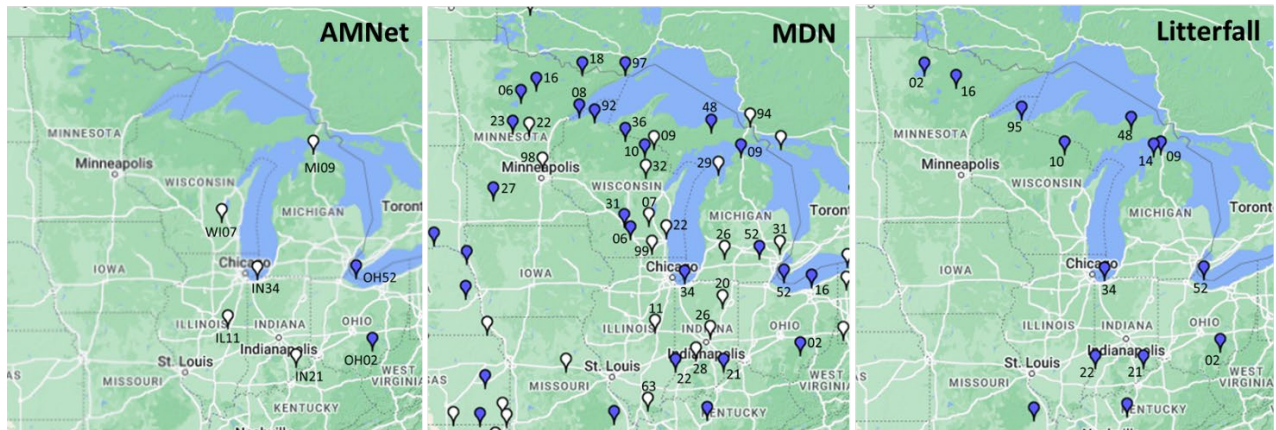 AMNet
MINNESOTA
Minneapolis
MI09
WISCONSIN
MICHIGAN
Toront
WI07
Chicago
IOWA
IN34
OH52
ILLINOIS
IL11
INDIANA
OHIO
Indianapolis
OH02
St. Louis
IN21
AS
MISSOURI
WEST
VIRGINIA
KENTUCKY
MDN
18
97
16
06
08
92
48
94
23
22
36
09
MINNESOTA
10
09
98
32
29
Minneapolis
WISCONSIN
27
31
07
MICHIGAN
Toron
06
22
99
26
52
31
Chicago
IOWA
34
52
16
20
11
ILLINOIS
26
INDIANA
OHIO
02
Indianapolis
28
St. Louis
22
21
MISSOURI
63
WEST
VIRGINIA
KENTUCKY
Litterfall
02
16
95
48
MINNESOTA
10
14
09
Minneapolis
WISCONSIN
MICHIGAN
Toron
Chicago
IOWA
34
52
ILLINOIS
INDIANA
OHIO
Indianapolis
02
St. Louis
22
21
MISSOURI
WEST
VIRGINIA
KENTUCKY